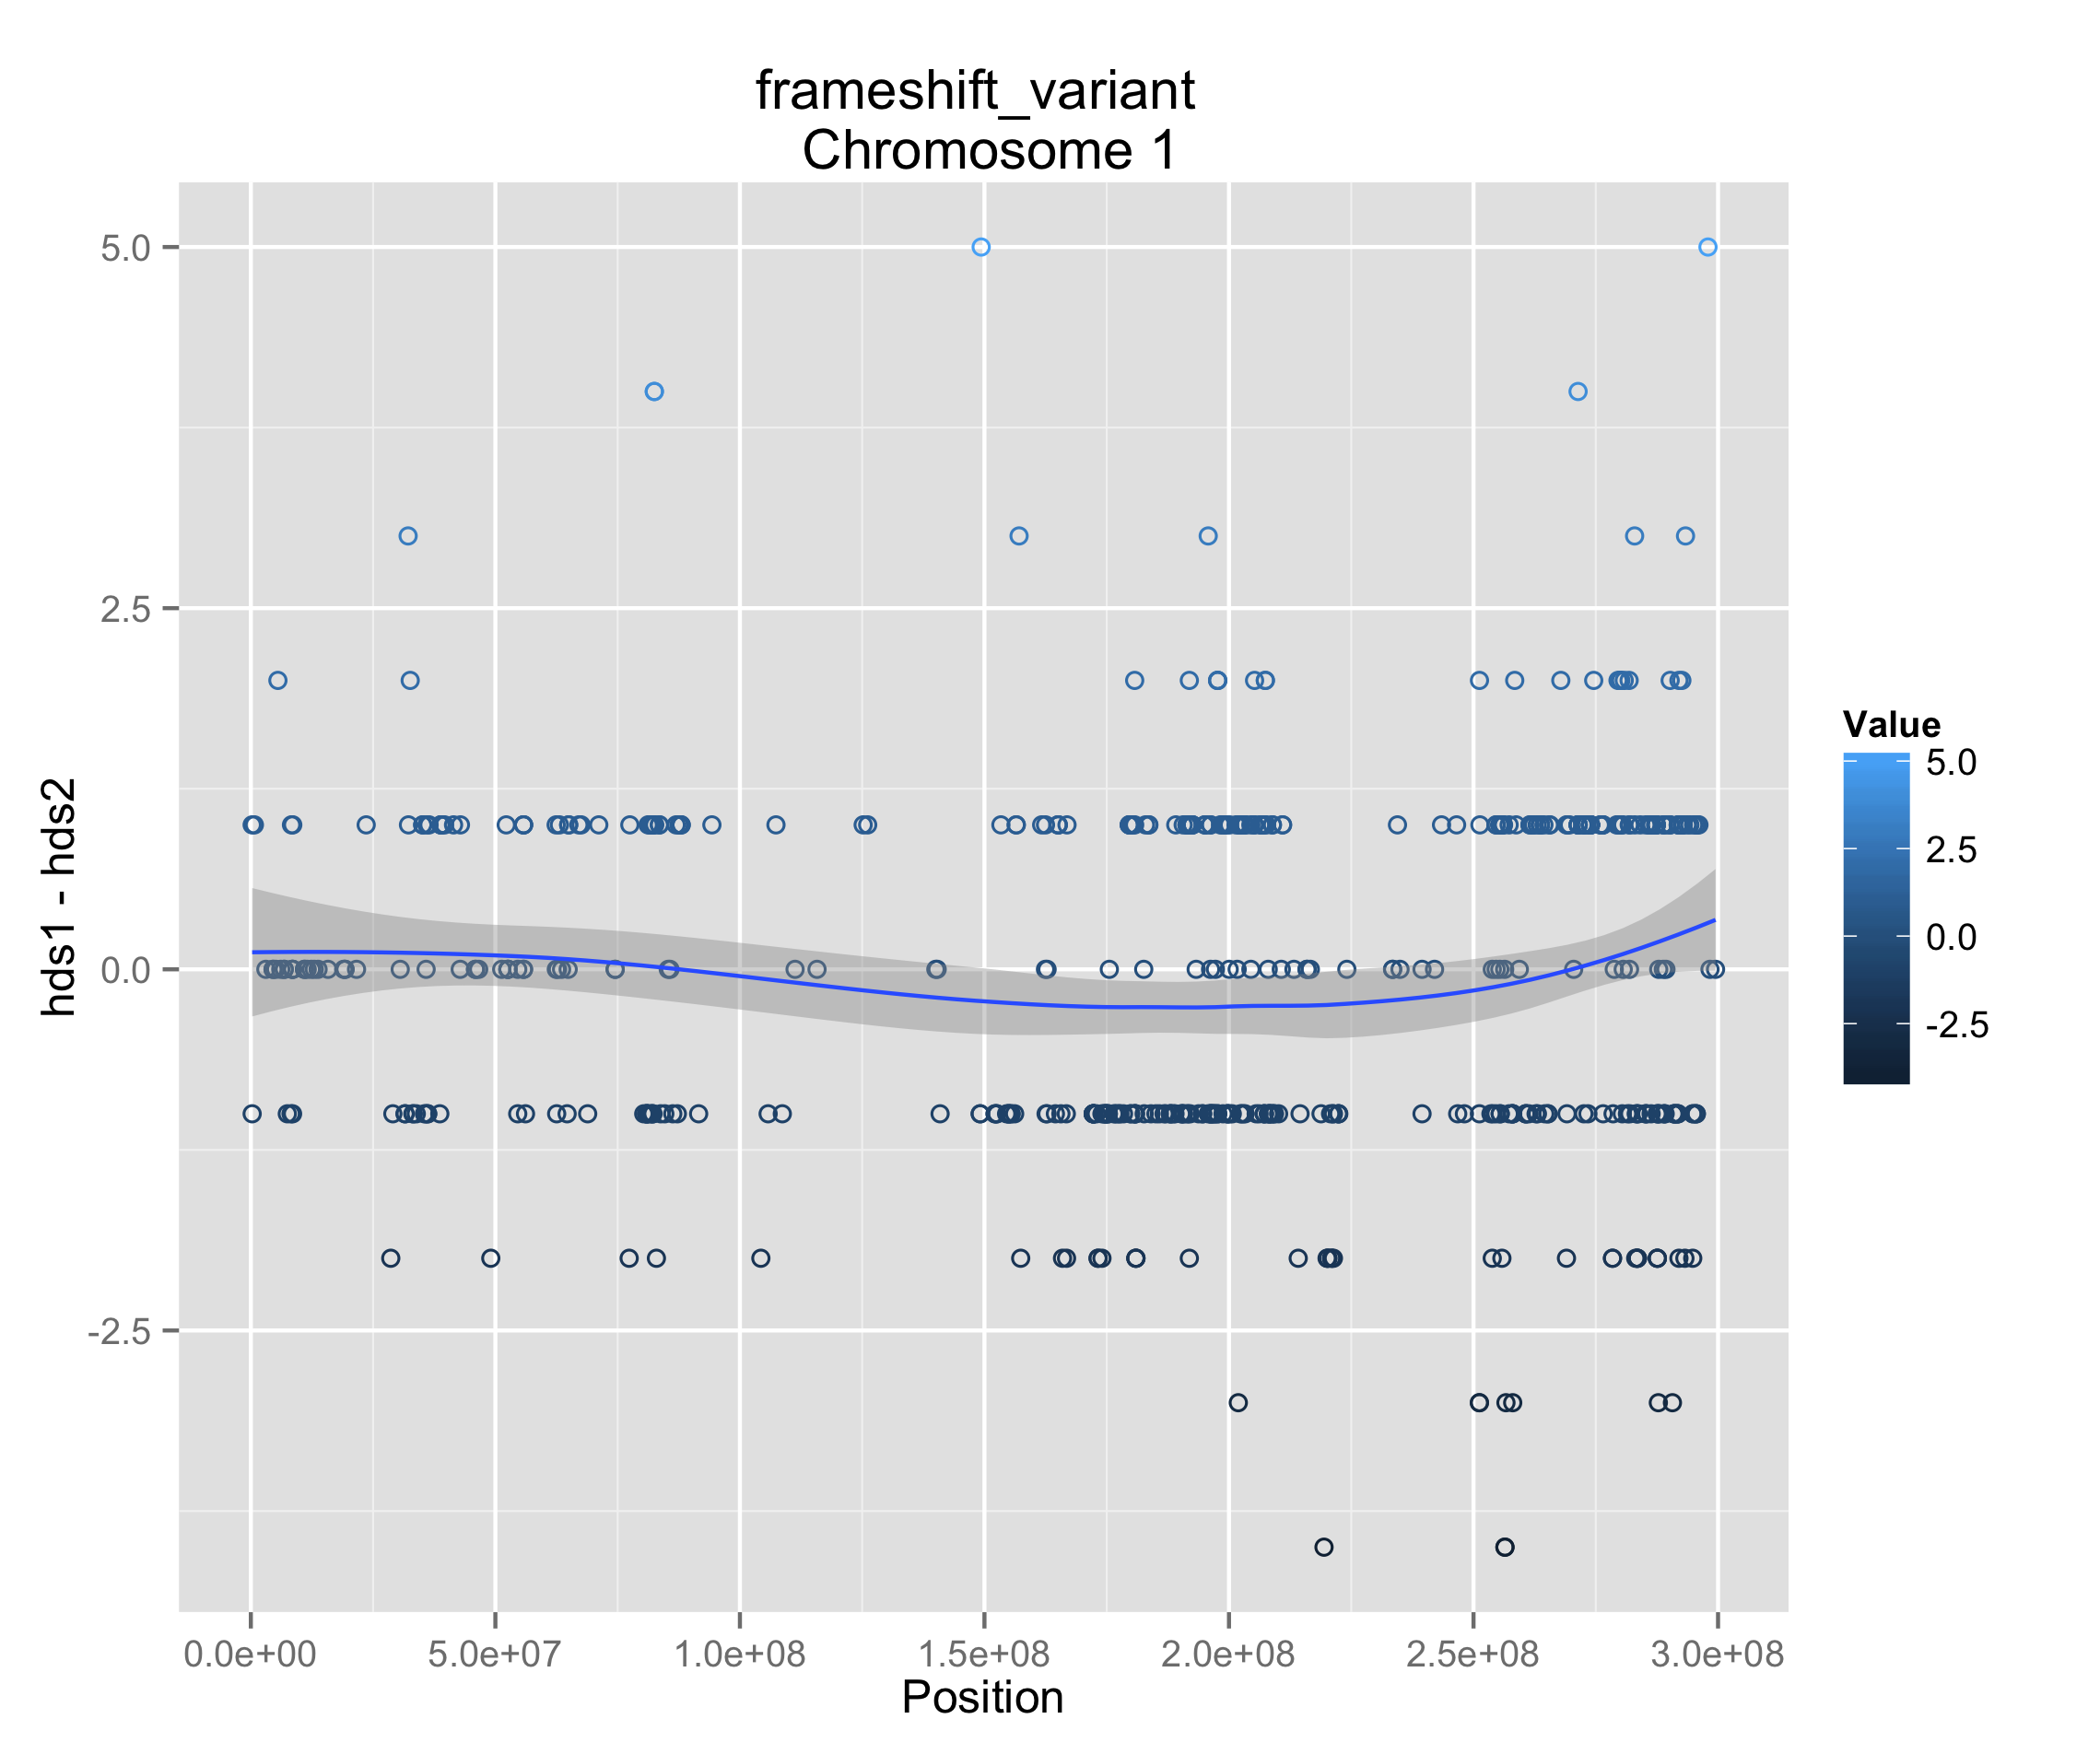 frameshift_variant
Chromosome 1
hds1 - hds2
5.0
2.5
0.0
-2.5
0.0e+00 5.0e+07 1.0e+08 1.5e+08 2.0e+08 2.5e+08 3.0e+08
Position
Value
5.0
2.5
0.0
-2.5